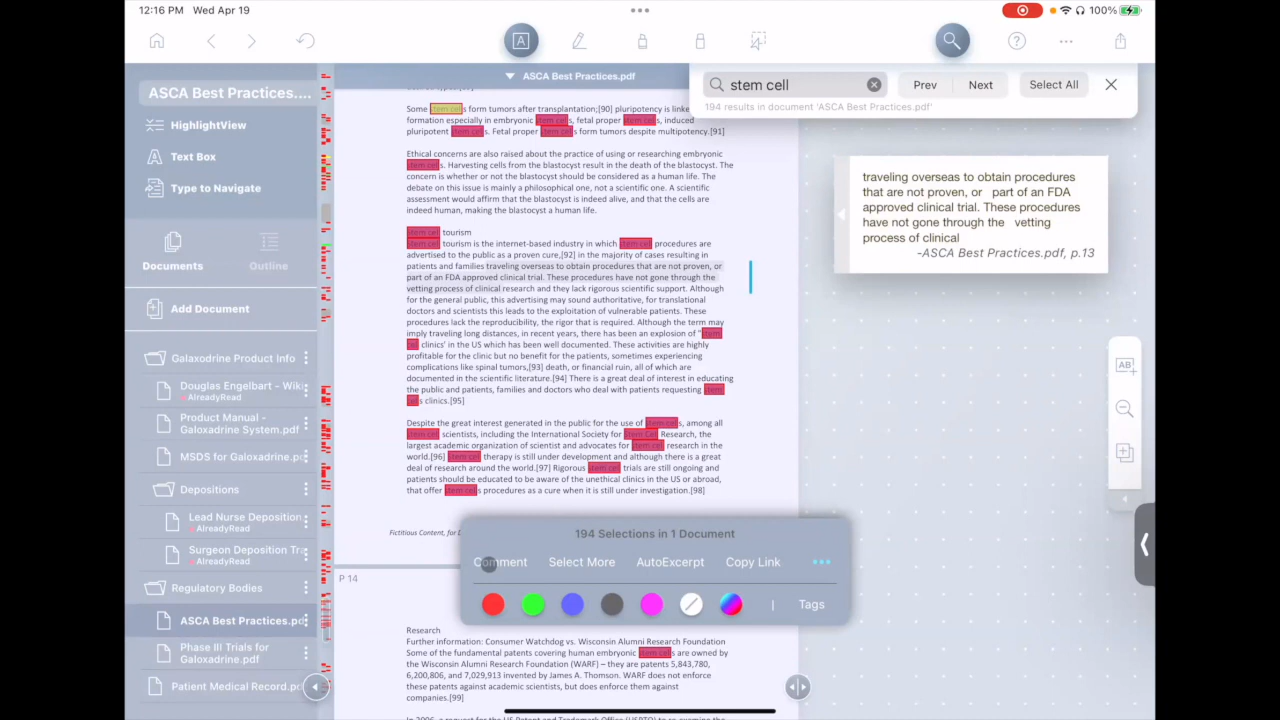 12:16 PM Wed Apr 19
100%
ASCA Best Practices.pdf
stem cell
Prev
Next
Select All
194 results in document 'ASCA Best Practices.pdf'
ASCA Best Practices....
HighlightView
Text Box
Type to Navigate
Documents
Outline
Add Document
Galaxodrine Product Info
Douglas Engelbart - Wiki
AlreadyRead
Product Manual -
Galoxodrine System.pdf
MSDS for Galoxadrine.pd
Depositions
Lead Nurse Deposition
AlreadyRead
Surgeon Deposition Tra
AlreadyRead
Regulatory Bodies
ASCA Best Practices.pd
Phase III Trials for
Galoxadrine.pdf
Patient Medical Record.pd
Some stem cells form tumors after transplantation;[90] pluripotency is linke
formation especially in embryonic stem cells, fetal proper stem cells, induced
pluripotent stem cells. Fetal proper stem cells form tumors despite multipotency.[91]
Ethical concerns are also raised about the practice of using or researching embryonic
stem cells. Harvesting cells from the blastocyst result in the death of the blastocyst. The
concern is whether or not the blastocyst should be considered as a human life. The
debate on this issue is mainly a philosophical one, not a scientific one. A scientific
assessment would affirm that the blastocyst is indeed alive, and that the cells are
indeed human, making the blastocyst a human life.
Stem cell tourism
Stem cell tourism is the internet-based industry in which stem cell procedures are
advertised to the public as a proven cure,[92] in the majority of cases resulting in
patients and families traveling overseas to obtain procedures that are not proven, or
part of an FDA approved clinical trial. These procedures have not gone through the
vetting process of clinical research and they lack rigorous scientific support. Although
for the general public, this advertising may sound authoritative, for translational
doctors and scientists this leads to the exploitation of vulnerable patients. These
procedures lack the reproducibility, the rigor that is required. Although the term may
imply traveling long distances, in recent years, there has been an explosion of "stem
cell clinics' in the US which has been well documented. These activities are highly
profitable for the clinic but no benefit for the patients, sometimes experiencing
complications like spinal tumors,[93] death, or financial ruin, all of which are
documented in the scientific literature.[94] There is a great deal of interest in educating
the public and patients, families and doctors who deal with patients requesting stem
cells clinics.[95]
Despite the great interest generated in the public for the use of stem cells, among all
stem cell scientists, including the International Society for Stem Cell Research, the
largest academic organization of scientist and advocates for stem cell research in the
world.[96] Stem cell therapy is still under development and although there is a great
deal of research around the world.[97] Rigorous stem cell trials are still ongoing and
patients should be educated to be aware of the unethical clinics in the US or abroad,
that offer stem cells procedures as a cure when it is still under investigation.[98]
Fictitious Content, for D
P 14
Research
Further information: Consumer Watchdog vs. Wisconsin Alumni Research Foundation
Some of the fundamental patents covering human embryonic stem cells are owned by
the Wisconsin Alumni Research Foundation (WARF) – they are patents 5,843,780,
6,200,806, and 7,029,913 invented by James A. Thomson. WARF does not enforce
these patents against academic scientists, but does enforce them against
companies.[99]
194 Selections in 1 Document
Comment
Select More
AutoExcerpt
Copy Link
Tags
traveling overseas to obtain procedures
that are not proven, or part of an FDA
approved clinical trial. These procedures
have not gone through the vetting
process of clinical
-ASCA Best Practices.pdf, p.13
AB